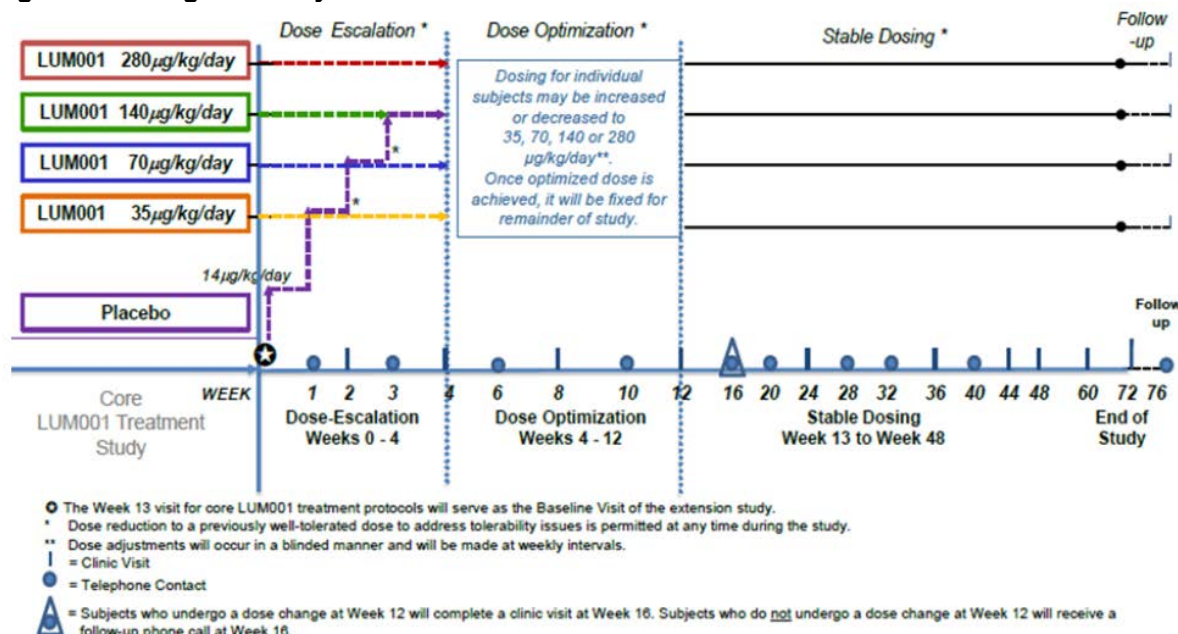 Dose Escalation *
Dose Optimization *
Stable Dosing *
Follow
-up
LUM001 280µg/kg/day
LUM001 140µg/kg/day
LUM001 70µg/kg/day
LUM001 35µg/kg/day
Dosing for individual
subjects may be increased
or decreased to
35, 70, 140 or 280
µg/kg/day**.
Once optimized dose is
achieved, it will be fixed for
remainder of study.
*
*
14µg/kg/day
Placebo
Follow
up
WEEK 1 2 3 4 6 8 10 12 16 20 24 28 32 36 40 44 48 60 72 76
Core
LUM001 Treatment
Study
Dose-Escalation
Weeks 0 - 4
Dose Optimization
Weeks 4 - 12
Stable Dosing
Week 13 to Week 48
End of
Study
The Week 13 visit for core LUM001 treatment protocols will serve as the Baseline Visit of the extension study.
* Dose reduction to a previously well-tolerated dose to address tolerability issues is permitted at any time during the study.
** Dose adjustments will occur in a blinded manner and will be made at weekly intervals.
= Clinic Visit
= Telephone Contact
= Subjects who undergo a dose change at Week 12 will complete a clinic visit at Week 16. Subjects who do not undergo a dose change at Week 12 will receive a
follow-up phone call at Week 16.